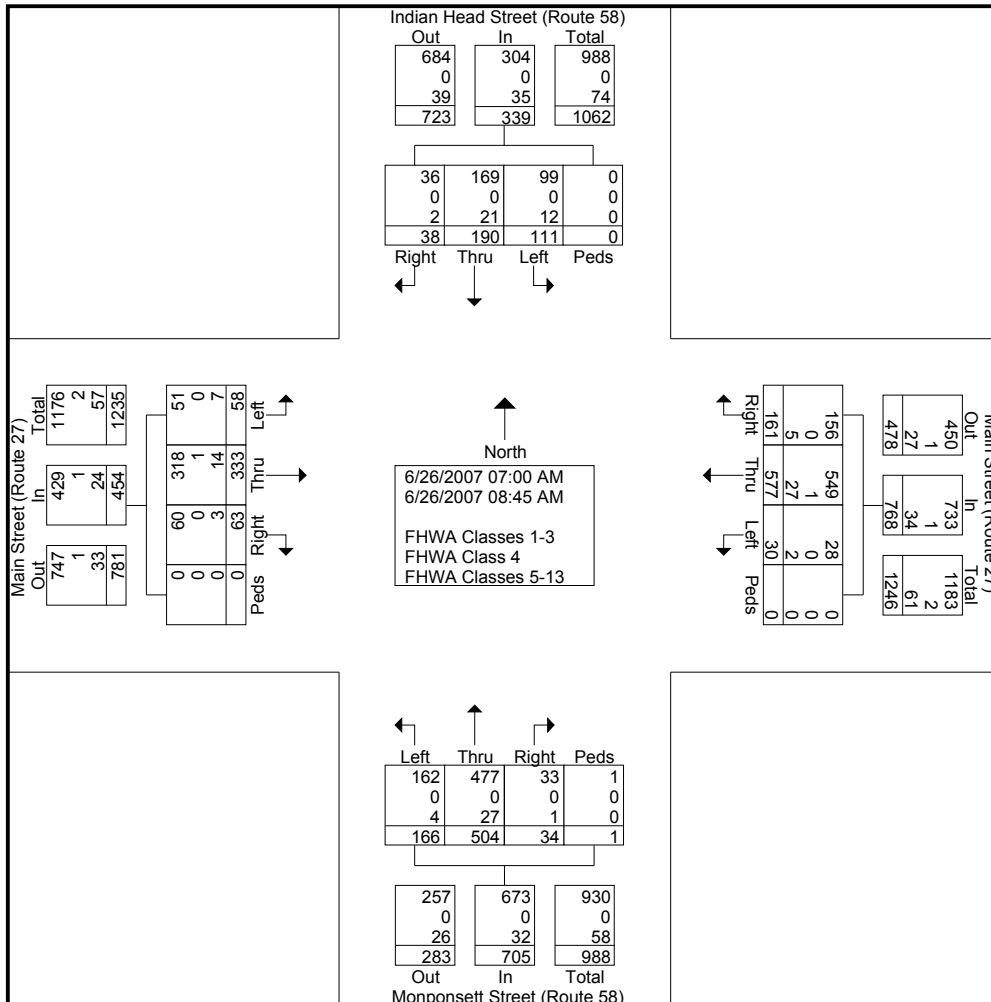 Indian Head Street (Route 58)
Out In Total
684 304 988
0 0 0
39 35 74
723 339 1062
36 169 99 0
0 0 0 0
2 21 12 0
38 190 111 0
Right Thru Left Peds
Main Street (Route 27)
Total In Out
1176 2 57 1235
429 1 24 454
747 1 33 781
51 0 7 58 Left
318 1 14 333 Thru
60 0 3 63 Right
0 0 0 0 Peds
North
6/26/2007 07:00 AM
6/26/2007 08:45 AM
FHWA Classes 1-3
FHWA Class 4
FHWA Classes 5-13
Right 156 0 5 161
Thru 549 1 27 577
Left 28 0 2 30
Peds 0 0 0 0
Main Street (Route 27)
Out In Total
450 1 27 478
733 1 34 768
1183 2 61 1246
Left Thru Right Peds
162 477 33 1
0 0 0 0
4 27 1 0
166 504 34 1
257 673 930
0 0 0
26 32 58
283 705 988
Out In Total
Monponsett Street (Route 58)